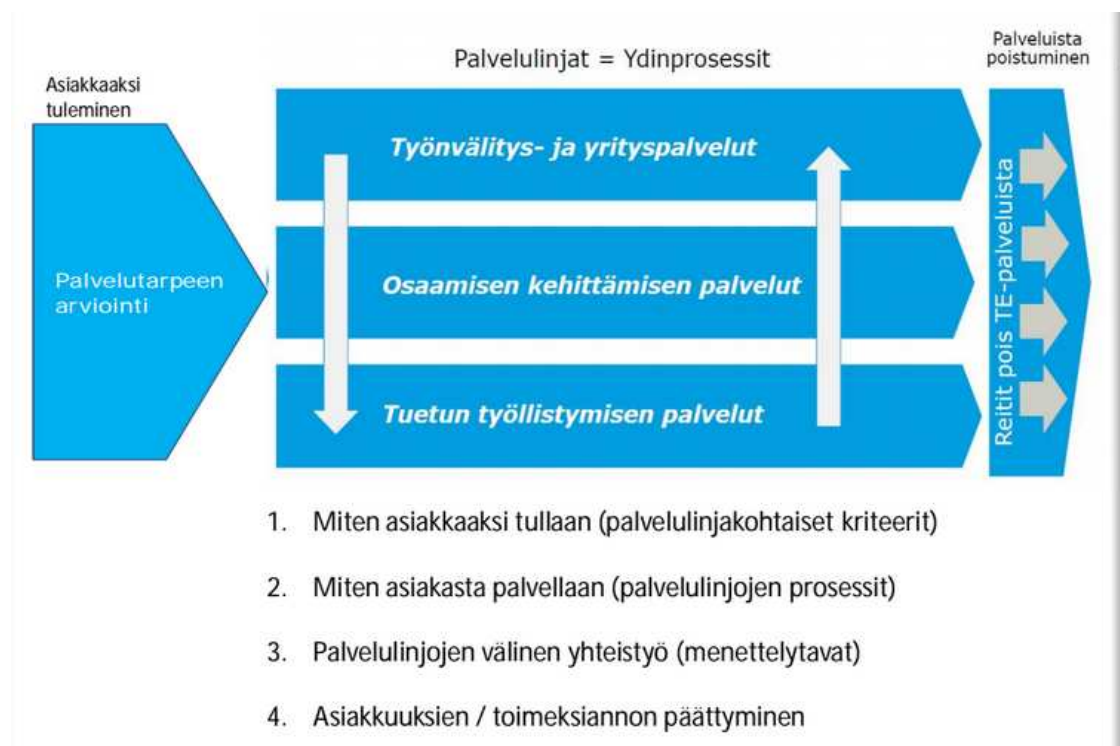 Palveluista
poistuminen
Palvelulinjat = Ydinprosessit
Asiakkaaksi
tuleminen
Palvelutarpeen
arviointi
Työnvälitys- ja yrityspalvelut
Osaamisen kehittämisen palvelut
Tuetun työllistymisen palvelut
Reitit pois TE-palveluista
1. Miten asiakkaaksi tullaan (palvelulinjakohtaiset kriteerit)
2. Miten asiakasta palvellaan (palvelulinjojen prosessit)
3. Palvelulinjojen välinen yhteistyö (menettelytavat)
4. Asiakkuuksien / toimeksiannon päättyminen